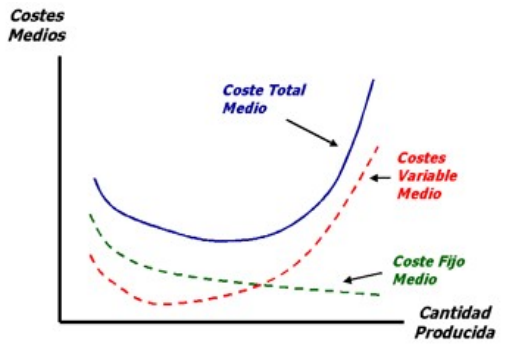 Costes
Medios
Coste Total
Medio
Costes
Variable
Medio
Coste Fijo
Medio
Cantidad
Producida